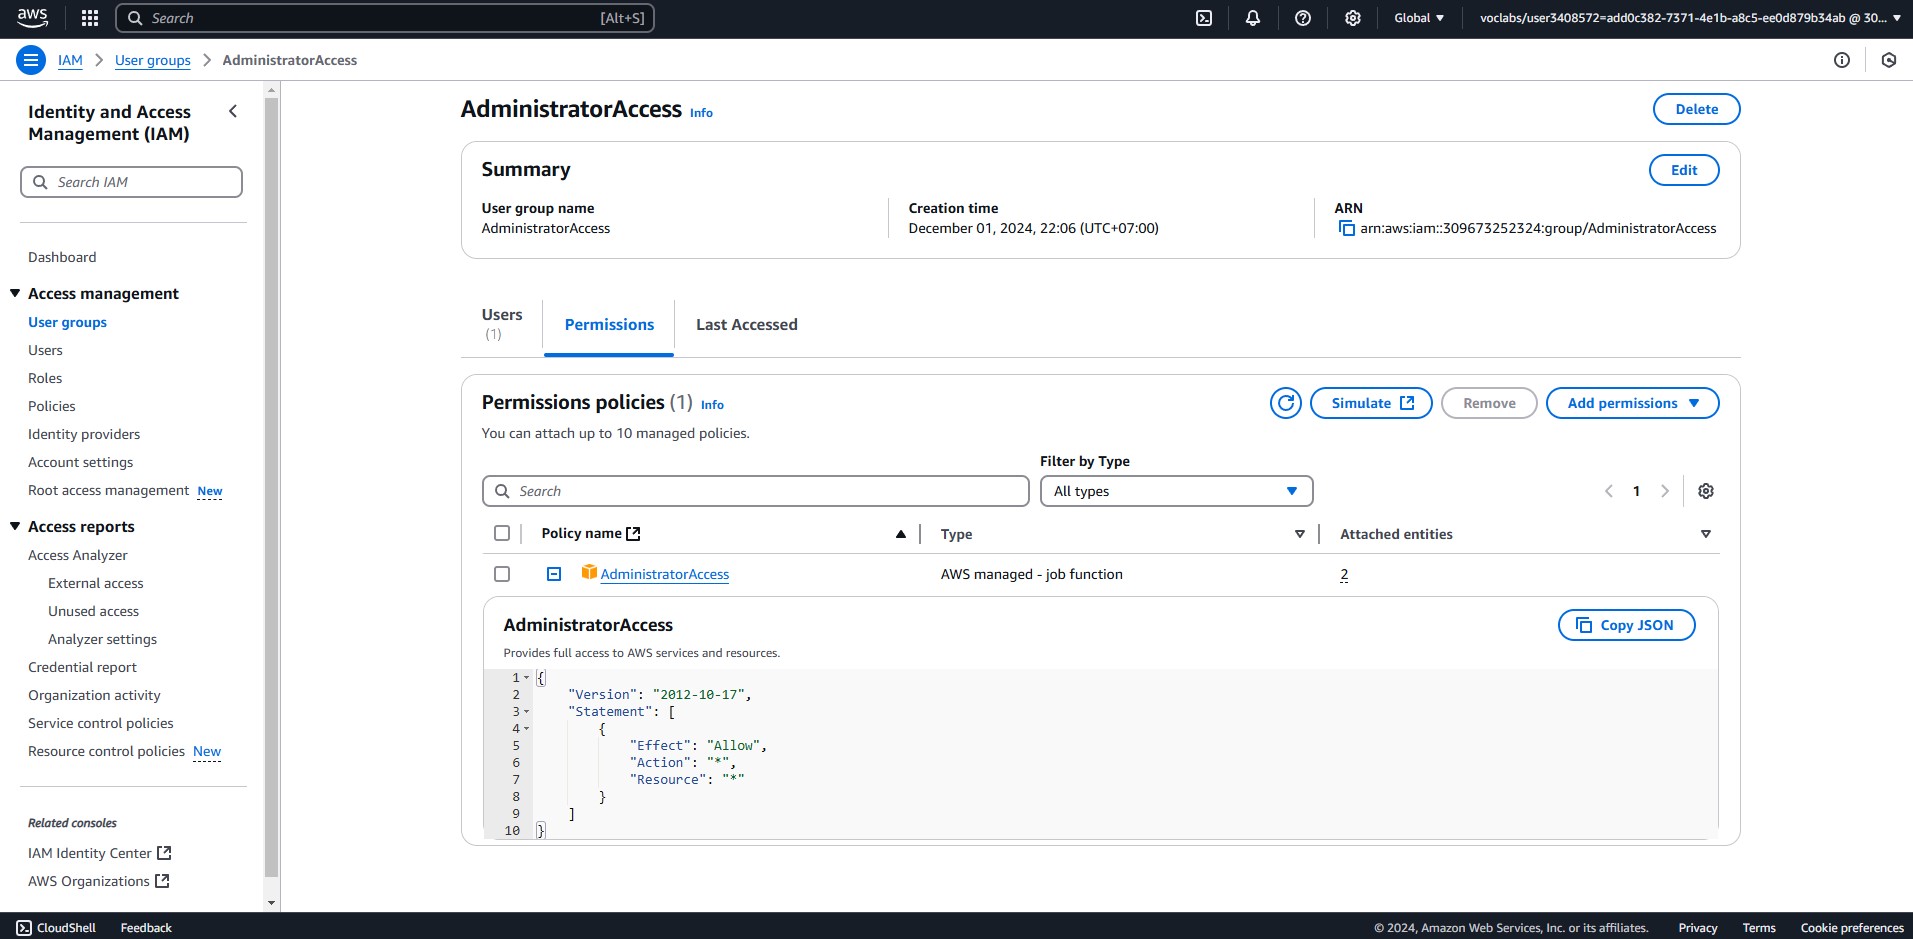 aws
Search
[Alt+S]
Global
voclabs/user3408572=add0c382-7371-4e1b-a8c5-ee0d879b34ab @ 30...
IAM
User groups
AdministratorAccess
Identity and Access
Management (IAM)
Search IAM
Dashboard
Access management
User groups
Users
Roles
Policies
Identity providers
Account settings
Root access management New
Access reports
Access Analyzer
External access
Unused access
Analyzer settings
Credential report
Organization activity
Service control policies
Resource control policies New
Related consoles
IAM Identity Center
AWS Organizations
AdministratorAccess Info
Delete
Summary
Edit
User group name
AdministratorAccess
Creation time
December 01, 2024, 22:06 (UTC+07:00)
ARN
arn:aws:iam::309673252324:group/AdministratorAccess
Users
(1)
Permissions
Last Accessed
Permissions policies (1) Info
Simulate
Remove
Add permissions
You can attach up to 10 managed policies.
Filter by Type
Search
All types
1
Policy name
Type
Attached entities
AdministratorAccess
AWS managed - job function
2
AdministratorAccess
Copy JSON
Provides full access to AWS services and resources.
1 {
2 "Version": "2012-10-17",
3 "Statement": [
4 {
5 "Effect": "Allow",
6 "Action": "*",
7 "Resource": "*"
8 }
9 ]
10 }
CloudShell
Feedback
© 2024, Amazon Web Services, Inc. or its affiliates.
Privacy
Terms
Cookie preferences